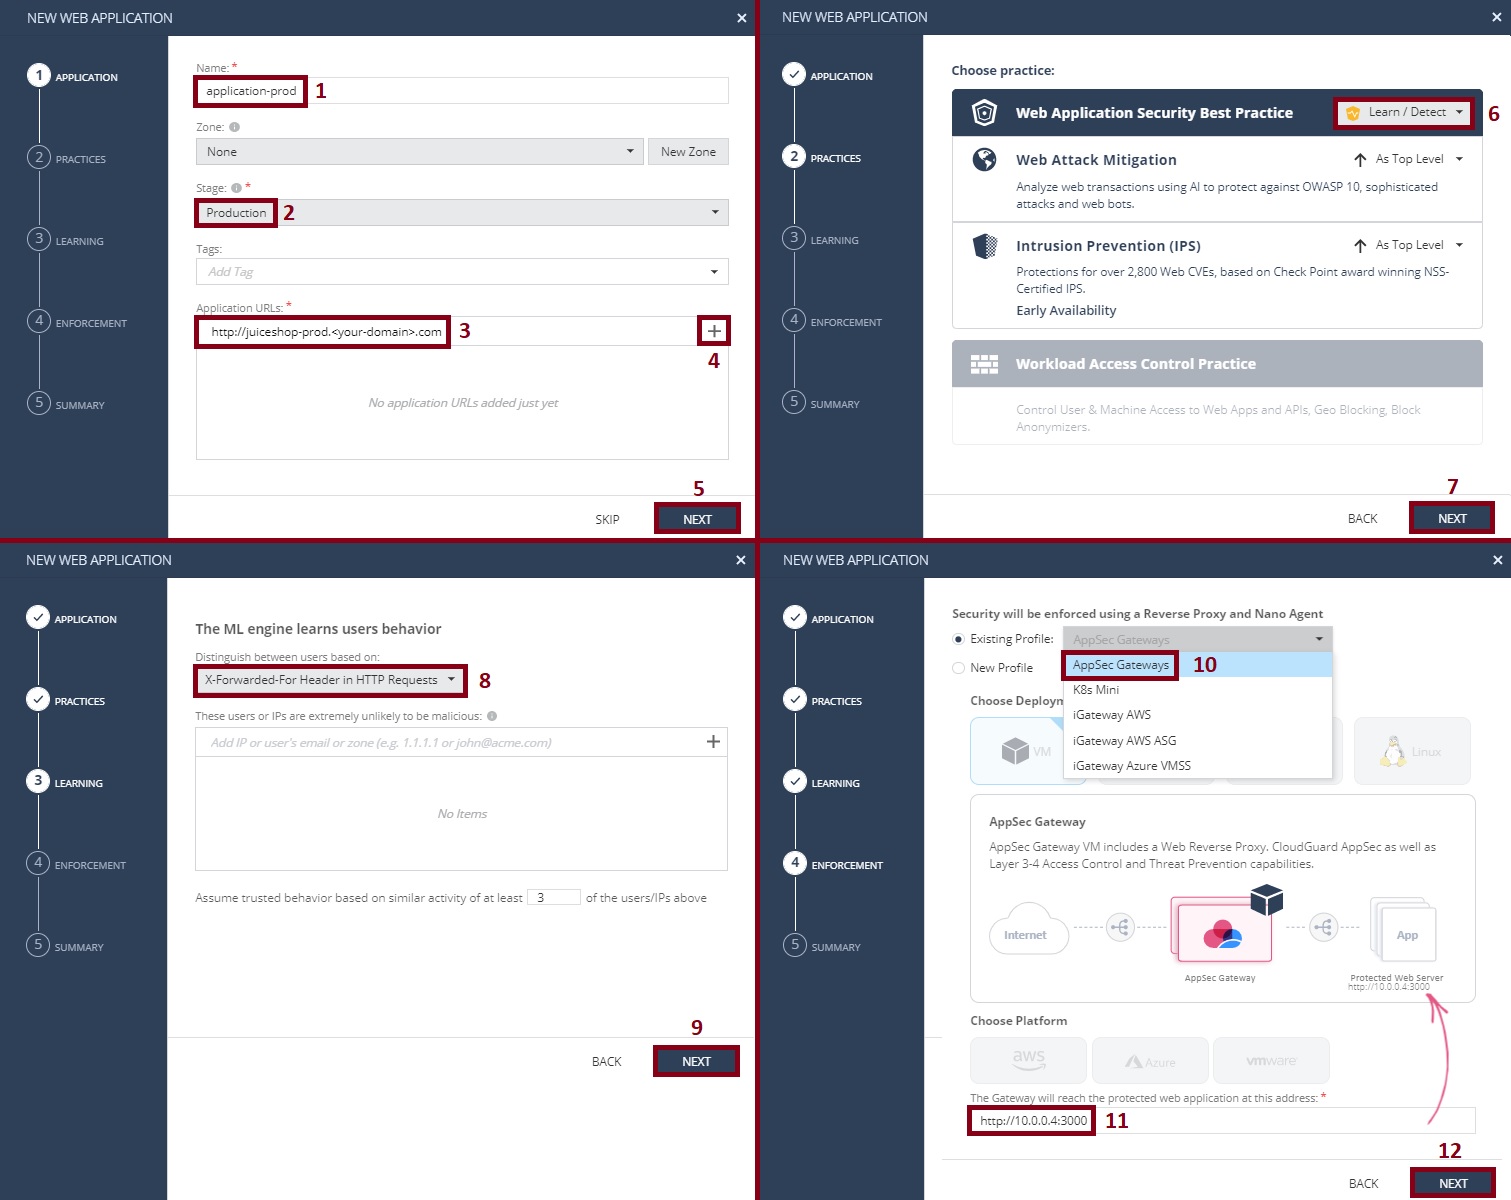 NEW WEB APPLICATION
1 APPLICATION
2 PRACTICES
3 LEARNING
4 ENFORCEMENT
5 SUMMARY
Name: *
application-prod 1
Zone:
None New Zone
Stage: *
Production 2
Tags:
Add Tag
Application URLs: *
http://juiceshop-prod.<your-domain>.com 3
4
No application URLs added just yet
5
SKIP NEXT
NEW WEB APPLICATION
APPLICATION
2 PRACTICES
3 LEARNING
4 ENFORCEMENT
5 SUMMARY
Choose practice:
Web Application Security Best Practice Learn / Detect 6
Web Attack Mitigation As Top Level
Analyze web transactions using AI to protect against OWASP 10, sophisticated
attacks and web bots.
Intrusion Prevention (IPS) As Top Level
Protections for over 2,800 Web CVEs, based on Check Point award winning NSS-
Certified IPS.
Early Availability
Workload Access Control Practice
Control User & Machine Access to Web Apps and APIs, Geo Blocking, Block
Anonymizers.
7
BACK NEXT
NEW WEB APPLICATION
APPLICATION
PRACTICES
3 LEARNING
4 ENFORCEMENT
5 SUMMARY
The ML engine learns users behavior
Distinguish between users based on:
X-Forwarded-For Header in HTTP Requests 8
These users or IPs are extremely unlikely to be malicious:
Add IP or user's email or zone (e.g. 1.1.1.1 or john@acme.com)
No Items
Assume trusted behavior based on similar activity of at least 3 of the users/IPs above
9
BACK NEXT
NEW WEB APPLICATION
APPLICATION
PRACTICES
LEARNING
4 ENFORCEMENT
5 SUMMARY
Security will be enforced using a Reverse Proxy and Nano Agent
Existing Profile: AppSec Gateways
New Profile
AppSec Gateways 10
K8s Mini
iGateway AWS
iGateway AWS ASG
iGateway Azure VMSS
Choose Deploym
VM Linux
AppSec Gateway
AppSec Gateway VM includes a Web Reverse Proxy. CloudGuard AppSec as well as
Layer 3-4 Access Control and Threat Prevention capabilities.
Internet App
AppSec Gateway Protected Web Server
http://10.0.0.4:3000
Choose Platform
aws Azure vmware
The Gateway will reach the protected web application at this address: *
http://10.0.0.4:3000 11
12
BACK NEXT